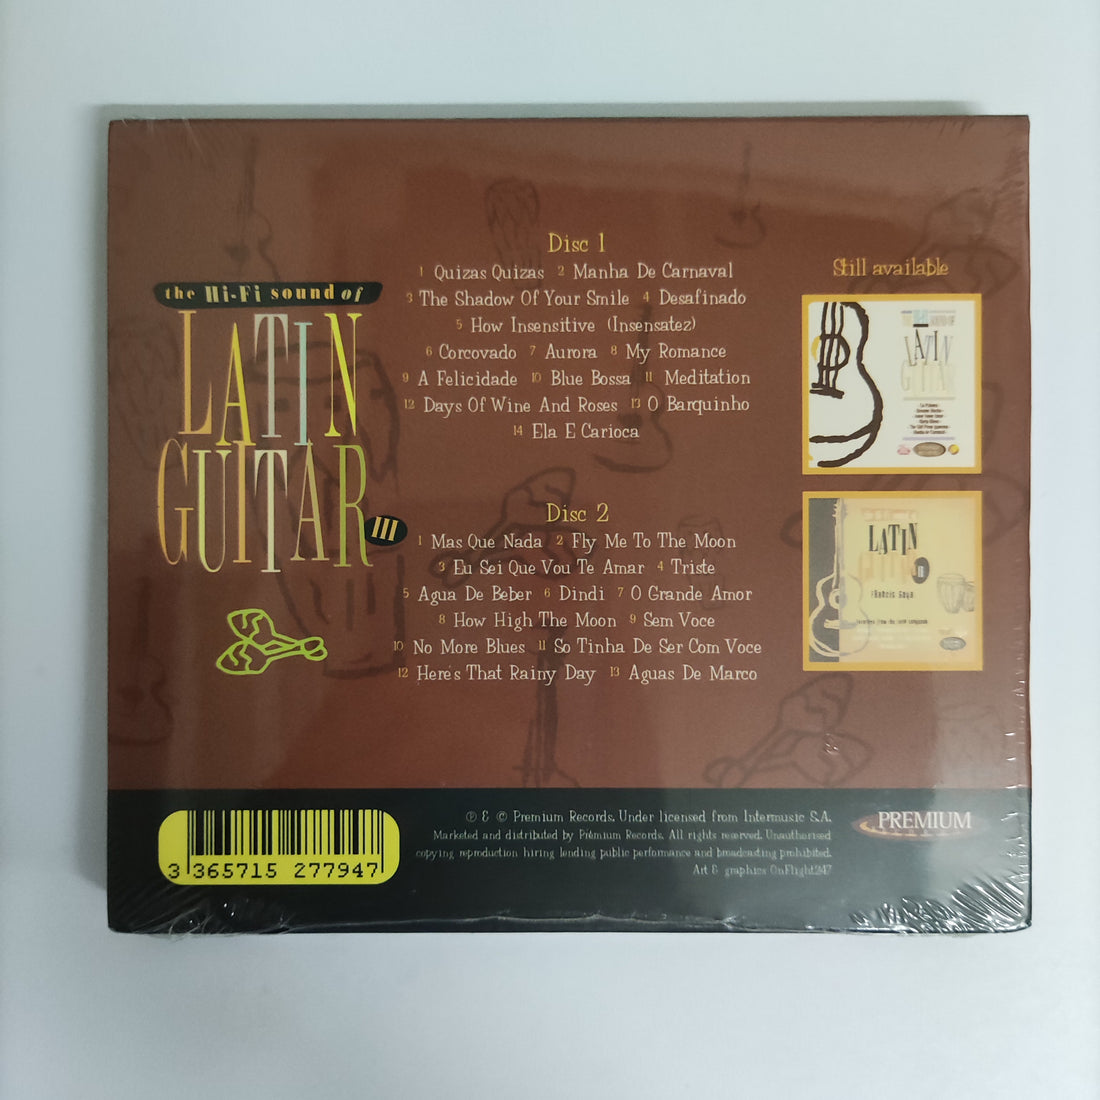 the Hi-Fi sound of
LATIN
GUITAR
III
Disc 1
1 Quizas Quizas 2 Manha De Carnaval
3 The Shadow Of Your Smile 4 Desafinado
5 How Insensitive (Insensatez)
6 Corcovado 7 Aurora 8 My Romance
9 A Felicidade 10 Blue Bossa 11 Meditation
12 Days Of Wine And Roses 13 O Barquinho
14 Ela E Carioca
Disc 2
1 Mas Que Nada 2 Fly Me To The Moon
3 Eu Sei Que Vou Te Amar 4 Triste
5 Agua De Beber 6 Dindi 7 O Grande Amor
8 How High The Moon 9 Sem Voce
10 No More Blues 11 So Tinha De Ser Com Voce
12 Here's That Rainy Day 13 Aguas De Marco
Still available
LATIN
GUITAR
LATIN
GUITAR
Francis Goya
3 365715 277947
℗ & © Premium Records. Under licensed from Intermusic S.A.
Marketed and distributed by Premium Records. All rights reserved. Unauthorised
copying reproduction hiring lending public performance and broadcasting prohibited.
Art & graphics OnFlight247
PREMIUM